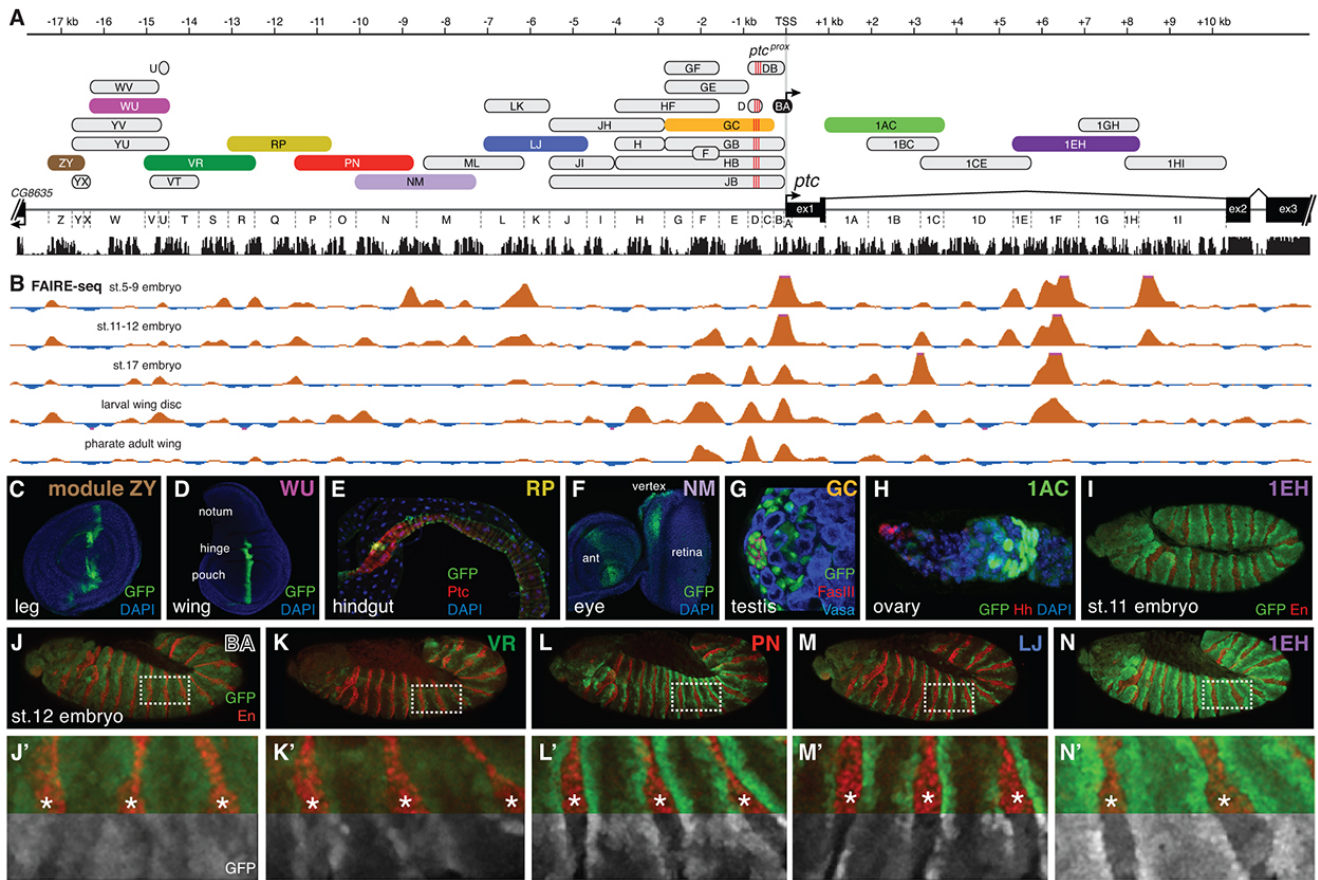 A
-17 kb -16 -15 -14 -13 -12 -11 -10 -9 -8 -7 -6 -5 -4 -3 -2 -1 kb TSS +1 kb +2 +3 +4 +5 +6 +7 +8 +9 +10 kb
ptc prox
U GF DB
WV GE
WU LK HF D BA
YV JH GC 1AC 1GH
YU RP LJ H GB 1BC 1EH
F
ZY VR PN ML JI HB 1CE 1HI
YX VT NM JB
CG8635 ptc
ex1 ex2 ex3
Z Y X W V U T S R Q P O N M L K J I H G F E D C B A 1A 1B 1C 1D 1E 1F 1G 1H 1I
B FAIRE-seq st.5-9 embryo
st.11-12 embryo
st.17 embryo
larval wing disc
pharate adult wing
C module ZY
GFP
DAPI
leg
D WU
notum
hinge
pouch
GFP
DAPI
wing
E RP
GFP
Ptc
DAPI
hindgut
F vertex NM
ant retina
GFP
DAPI
eye
G GC
GFP
FasIII
Vasa
testis
H 1AC
ovary GFP Hh DAPI
I 1EH
st.11 embryo GFP En
J BA
GFP
En
st.12 embryo
K VR
L PN
M LJ
N 1EH
J' * * *
GFP
K' * * *
L' * * *
M' * * *
N' * *